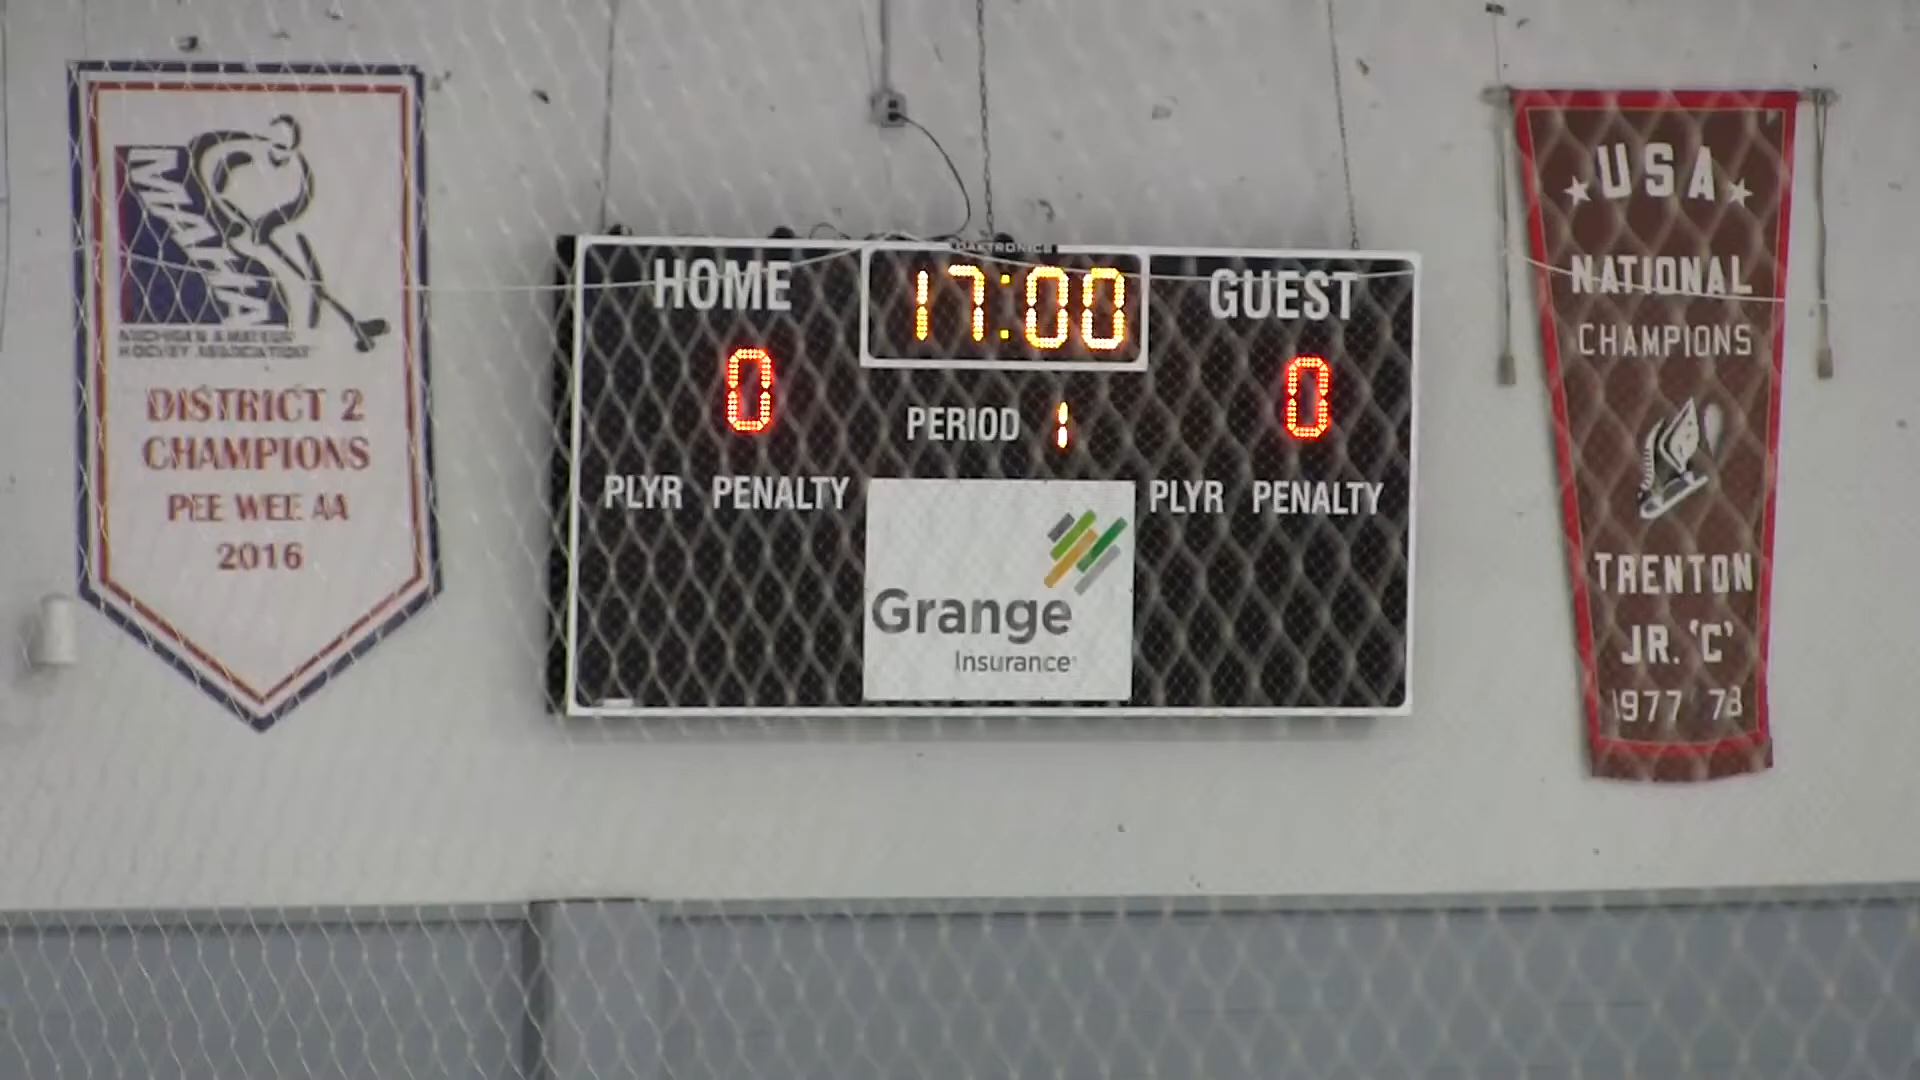 MAHA
MICHIGAN AMATEUR
HOCKEY ASSOCIATION
DISTRICT 2
CHAMPIONS
PEE WEE AA
2016
DAKTRONICS
HOME 17:00 GUEST
0 0
PERIOD 1
PLYR PENALTY PLYR PENALTY
Grange
Insurance
USA
NATIONAL
CHAMPIONS
TRENTON
JR. 'C'
1977 78